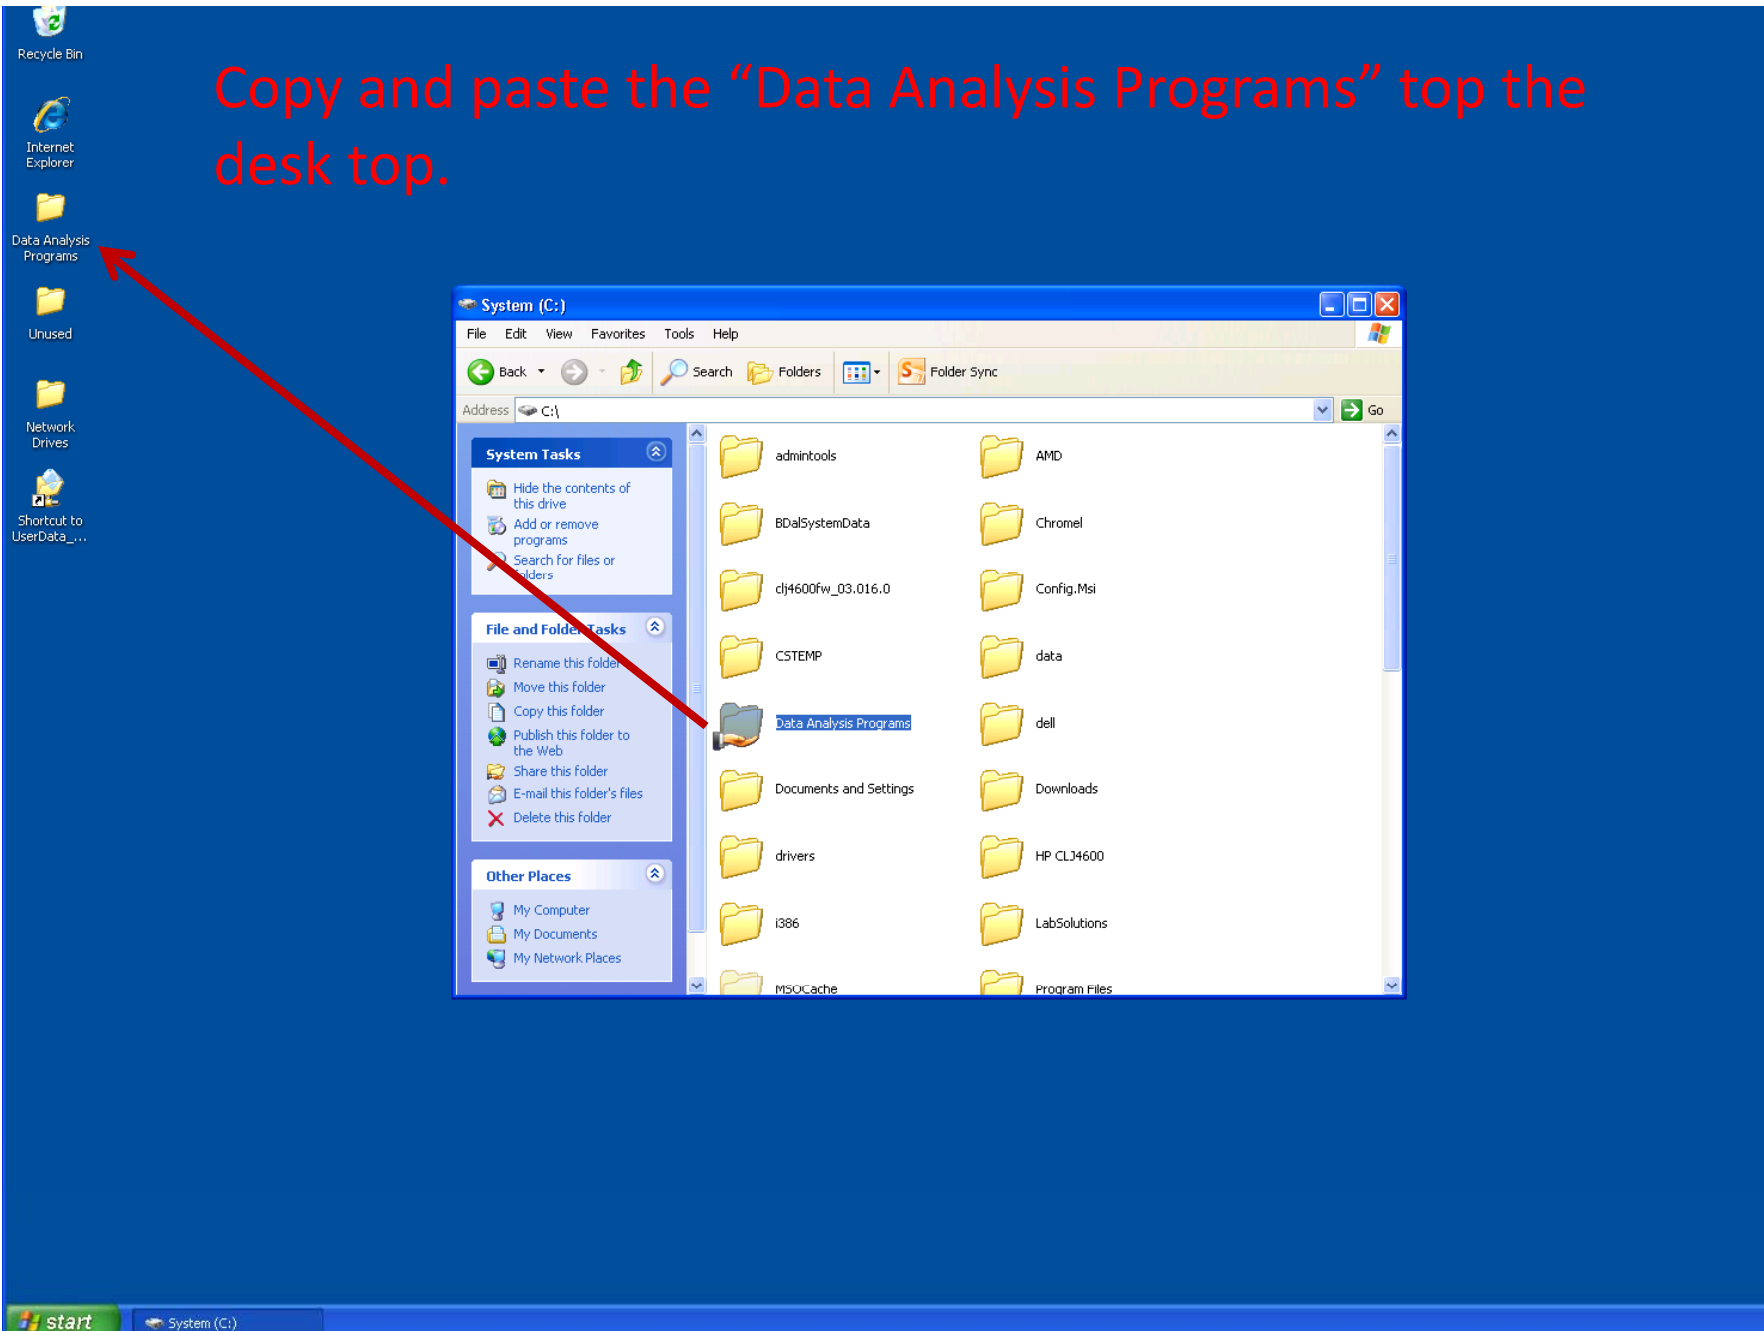 Recycle Bin
Copy and paste the “Data Analysis Programs” top the
desk top.
Internet
Explorer
Data Analysis
Programs
Unused
Network
Drives
Shortcut to
UserData_...
System (C:)
File Edit View Favorites Tools Help
Back Search Folders Folder Sync
Address C:\ Go
System Tasks
Hide the contents of
this drive
Add or remove
programs
Search for files or
folders
File and Folder Tasks
Rename this folder
Move this folder
Copy this folder
Publish this folder to
the Web
Share this folder
E-mail this folder's files
Delete this folder
Other Places
My Computer
My Documents
My Network Places
admintools AMD
BDalSystemData Chromel
clj4600fw_03.016.0 Config.Msi
CSTEMP data
Data Analysis Programs dell
Documents and Settings Downloads
drivers HP CLJ4600
i386 LabSolutions
MSOCache Program Files
start System (C:)